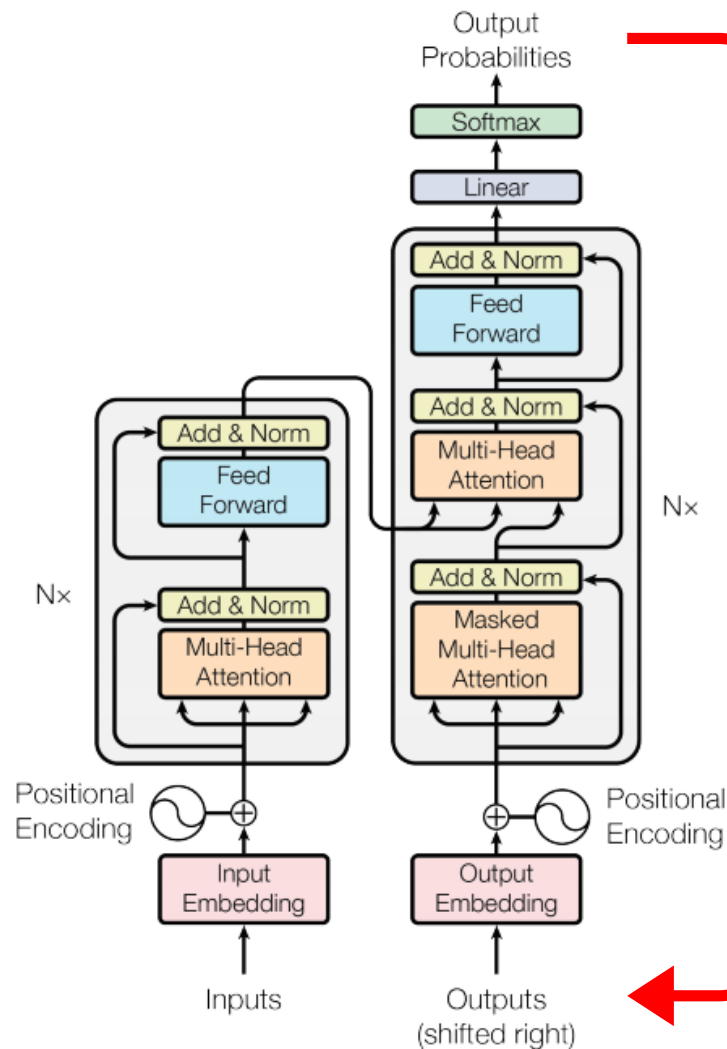 Output
Probabilities
Softmax
Linear
Add & Norm
Feed
Forward
Add & Norm
Multi-Head
Attention
Add & Norm
Masked
Multi-Head
Attention
N×
Positional
Encoding
Output
Embedding
Outputs
(shifted right)
Add & Norm
Feed
Forward
Add & Norm
Multi-Head
Attention
N×
Positional
Encoding
Input
Embedding
Inputs